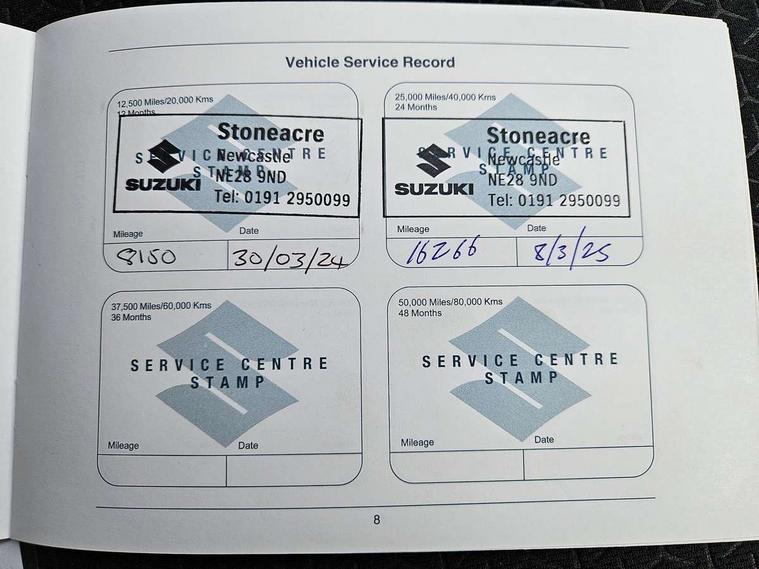 Vehicle Service Record
12,500 Miles/20,000 Kms
12 Months
SERVICE CENTRE
STAMP
Stoneacre
Newcastle
NE28 9ND
SUZUKI
Tel: 0191 2950099
Mileage Date
8150 30/03/24
25,000 Miles/40,000 Kms
24 Months
SERVICE CENTRE
STAMP
Stoneacre
Newcastle
NE28 9ND
SUZUKI
Tel: 0191 2950099
Mileage Date
16266 8/3/25
37,500 Miles/60,000 Kms
36 Months
SERVICE CENTRE
STAMP
Mileage Date
50,000 Miles/80,000 Kms
48 Months
SERVICE CENTRE
STAMP
Mileage Date
8